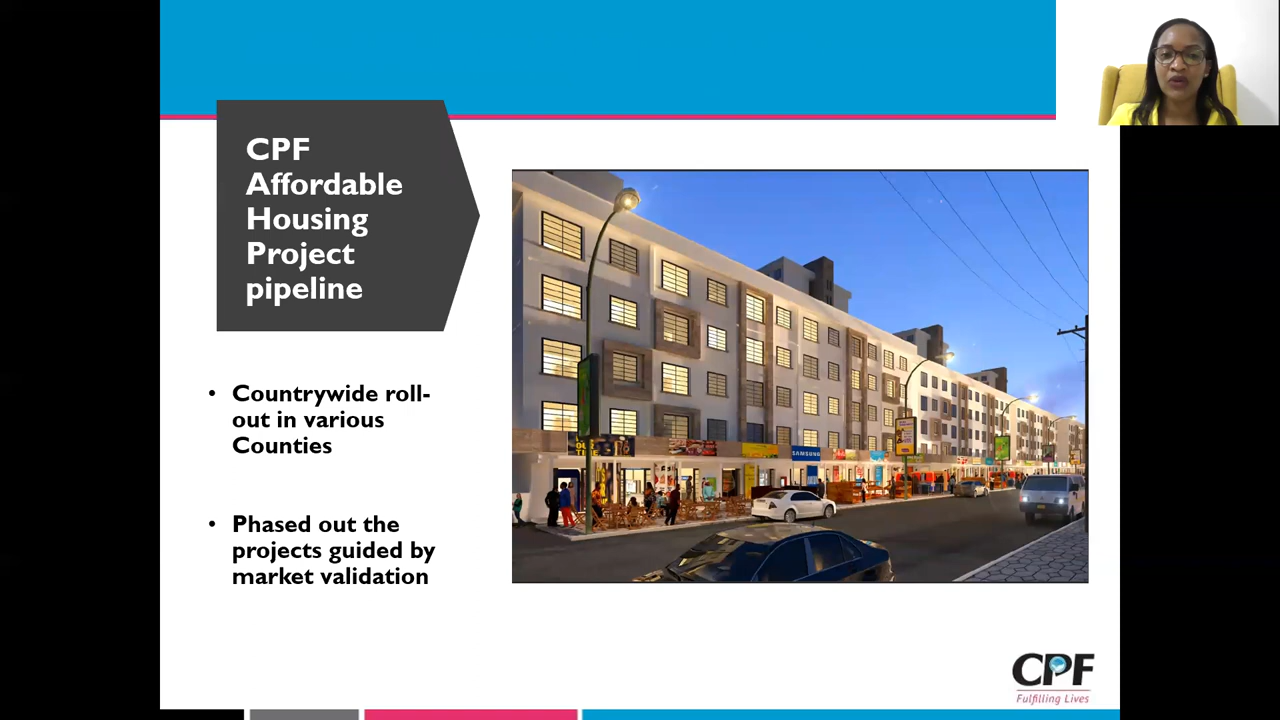 CPF
Affordable
Housing
Project
pipeline
• Countrywide roll-
out in various
Counties
• Phased out the
projects guided by
market validation
SAMSUNG
CPF
Fulfilling Lives